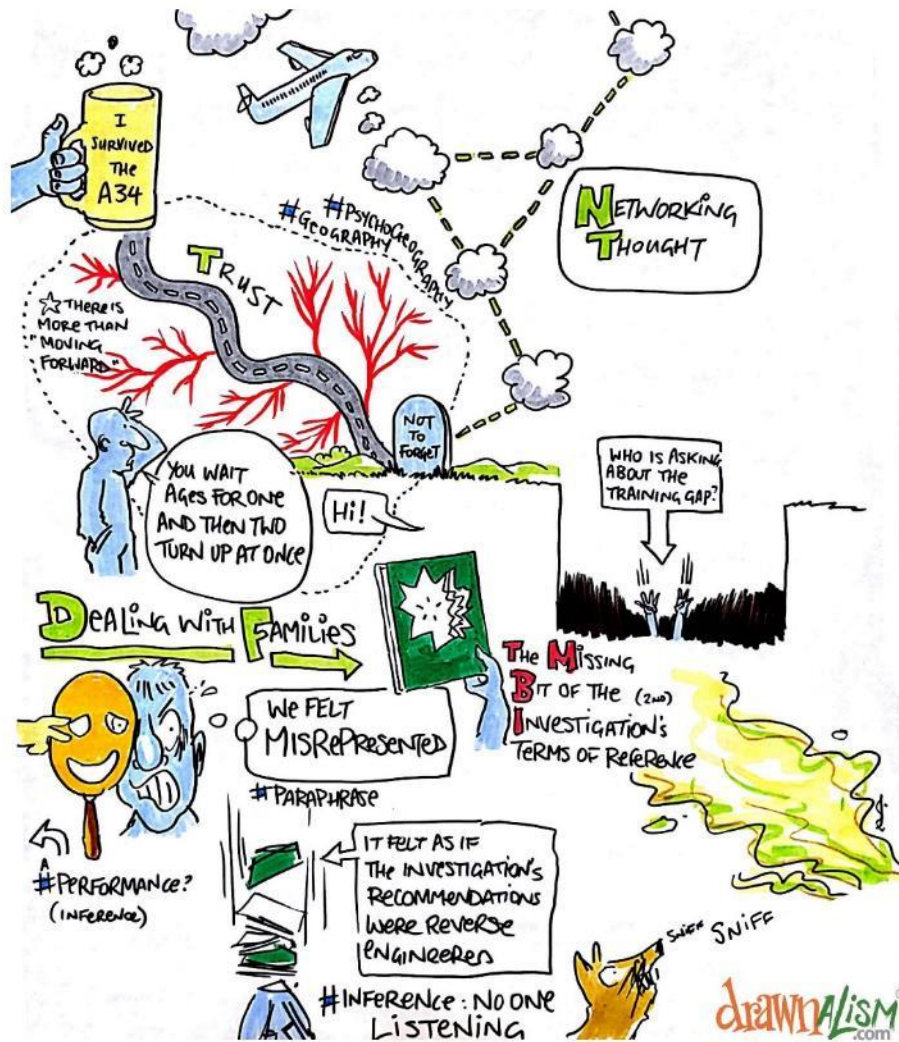 I
SURVIVED
THE
A34
#GEOGRAPHY
#PSYCHOGEOGRAPHY
TRUST
NETWORKING
THOUGHT
☆ THERE IS
MORE THAN
"MOVING
FORWARD"
NOT
TO
FORGET
YOU WAIT
AGES FOR ONE
AND THEN TWO
TURN UP AT ONCE
Hi!
WHO IS ASKING
ABOUT THE
TRAINING GAP?
DEALING WITH FAMILIES
THE MISSING
BIT OF THE (2ND)
INVESTIGATION'S
TERMS OF REFERENCE
WE FELT
MISREPRESENTED
#PARAPHRASE
A
#PERFORMANCE?
(INFERENCE)
IT FELT AS IF
THE INVESTIGATION'S
RECOMMENDATIONS
WERE REVERSE
ENGINEERED
#INFERENCE: NO ONE
LISTENING
SNIFF SNIFF
drawnALISM
.com